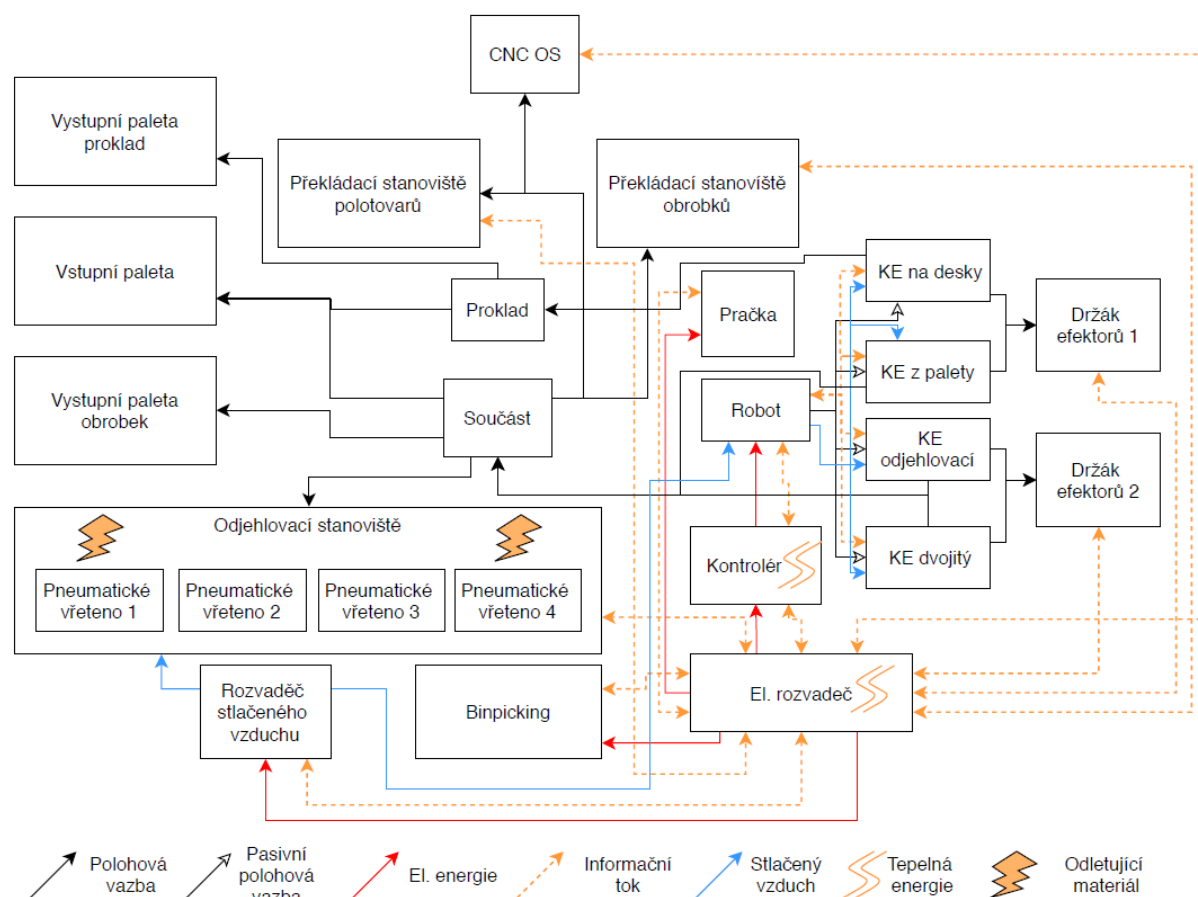 CNC OS
Vystupní paleta
proklad
Překládací stanoviště
polotovarů
Překládací stanovíště
obrobků
Vstupní paleta
KE na desky
Držák
efektorů 1
Proklad
Pračka
KE z palety
Vystupní paleta
obrobek
Součást
Robot
KE
odjehlovací
Držák
efektorů 2
Odjehlovací stanoviště
Kontrolér
KE dvojitý
Pneumatické
vřeteno 1
Pneumatické
vřeteno 2
Pneumatické
vřeteno 3
Pneumatické
vřeteno 4
Rozvaděč
stlačeného
vzduchu
Binpicking
El. rozvadeč
Polohová
vazba
Pasivní
polohová
vazba
El. energie
Informační
tok
Stlačený
vzduch
Tepelná
energie
Odletující
materiál